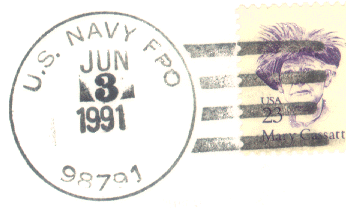 U.S. NAVY FPO
JUN
3
1991
98791
USA
23
Mary Cassatt